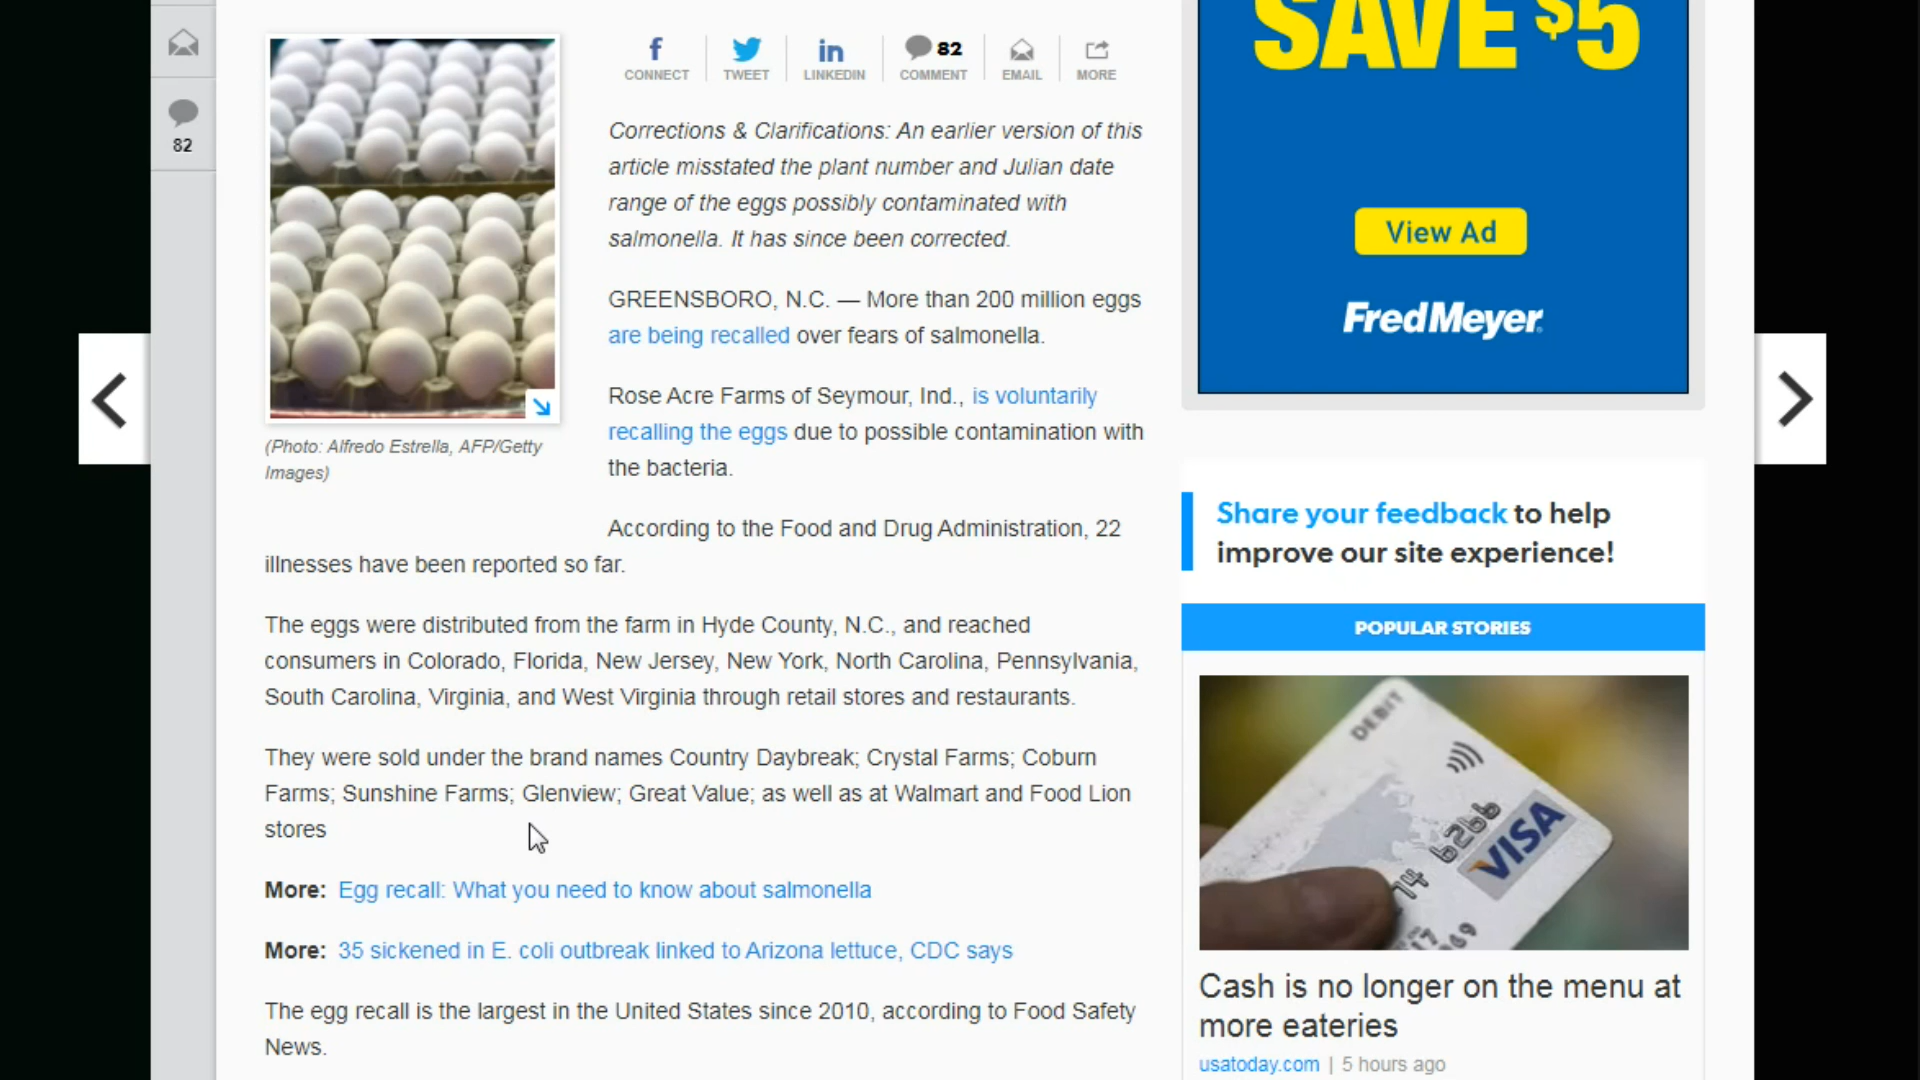 82
CONNECT
TWEET
in
LINKEDIN
82
COMMENT
EMAIL
MORE
Corrections & Clarifications: An earlier version of this
article misstated the plant number and Julian date
range of the eggs possibly contaminated with
salmonella. It has since been corrected.
GREENSBORO, N.C. — More than 200 million eggs
are being recalled over fears of salmonella.
Rose Acre Farms of Seymour, Ind., is voluntarily
recalling the eggs due to possible contamination with
the bacteria.
(Photo: Alfredo Estrella, AFP/Getty
Images)
According to the Food and Drug Administration, 22
illnesses have been reported so far.
The eggs were distributed from the farm in Hyde County, N.C., and reached
consumers in Colorado, Florida, New Jersey, New York, North Carolina, Pennsylvania,
South Carolina, Virginia, and West Virginia through retail stores and restaurants.
They were sold under the brand names Country Daybreak; Crystal Farms; Coburn
Farms; Sunshine Farms; Glenview; Great Value; as well as at Walmart and Food Lion
stores
More: Egg recall: What you need to know about salmonella
More: 35 sickened in E. coli outbreak linked to Arizona lettuce, CDC says
The egg recall is the largest in the United States since 2010, according to Food Safety
News.
SAVE $5
View Ad
FredMeyer
Share your feedback to help
improve our site experience!
POPULAR STORIES
DEBIT
6266
VISA
14
Cash is no longer on the menu at
more eateries
usatoday.com | 5 hours ago